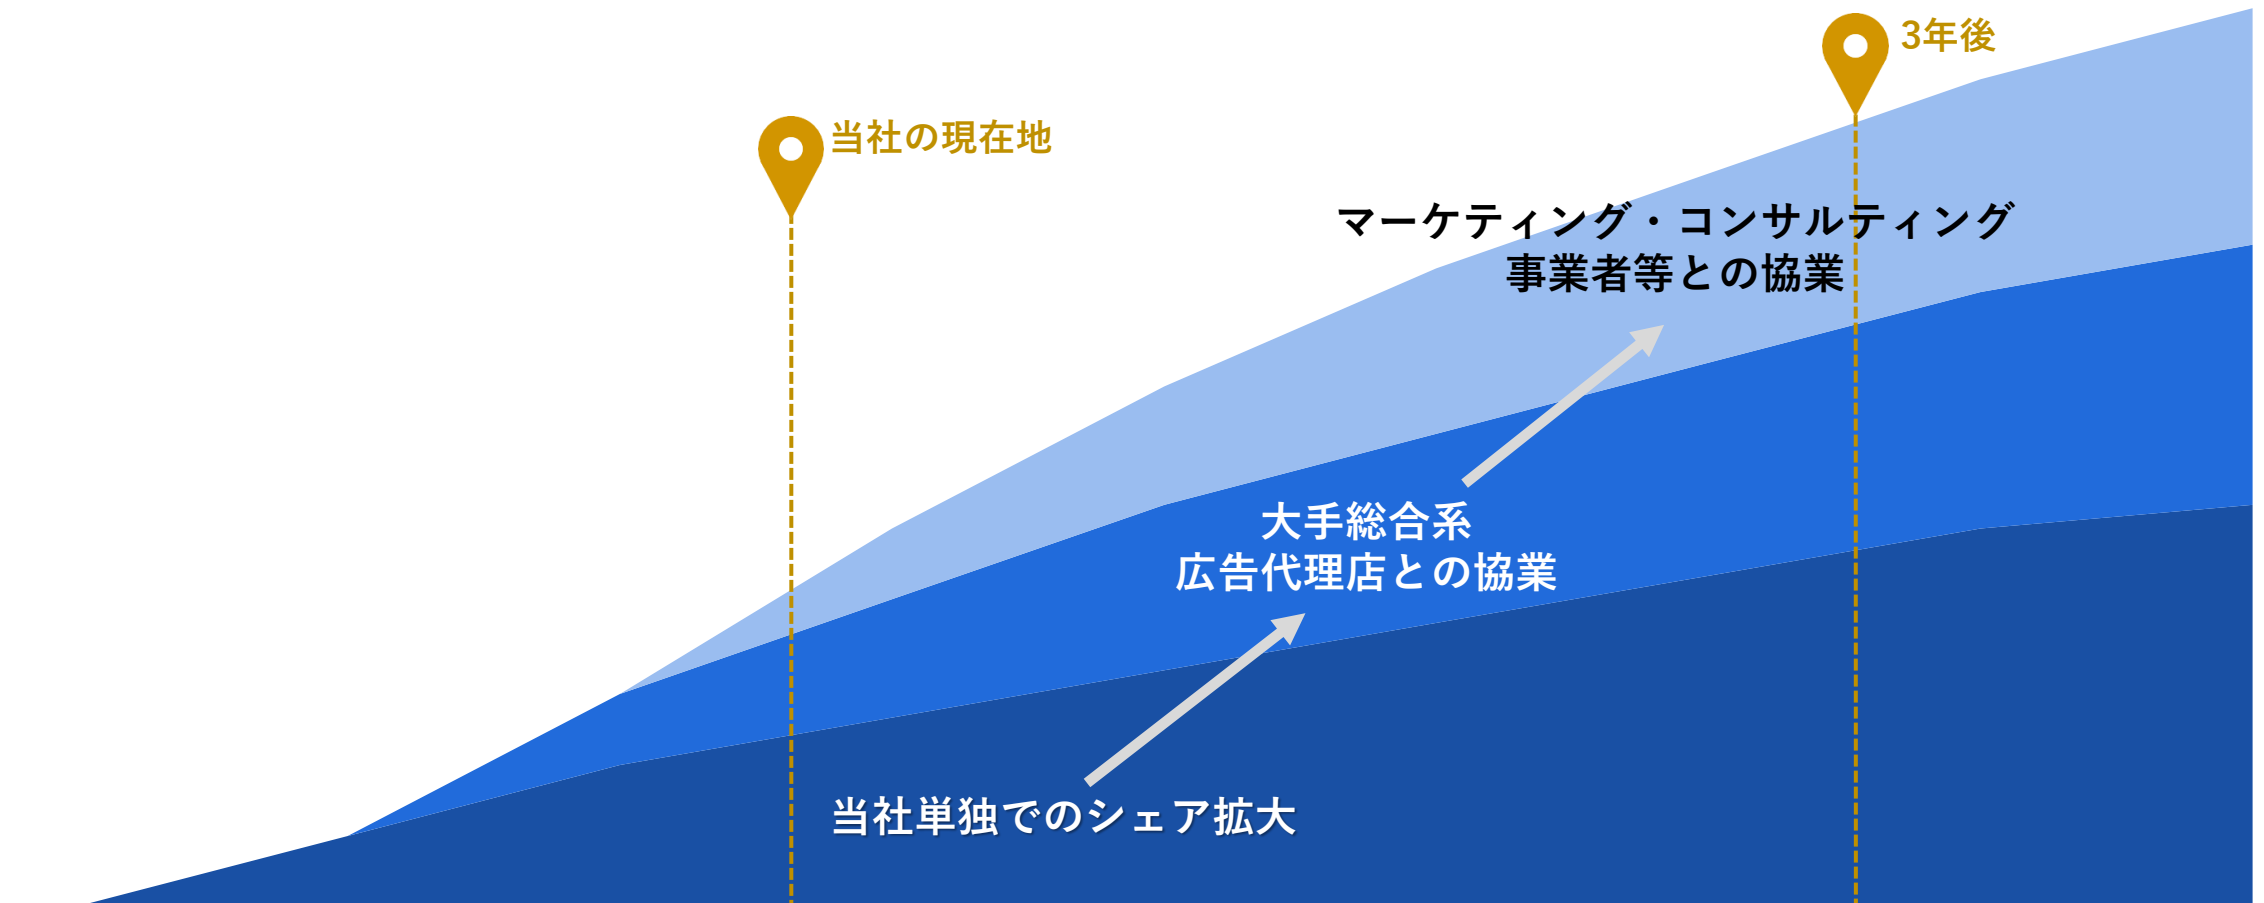 3年後
当社の現在地
マーケティング・コンサルティング
事業者等との協業
大手総合系
広告代理店との協業
当社単独でのシェア拡大